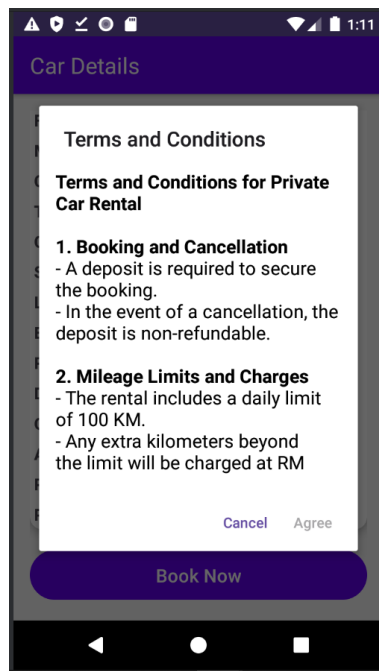 1:11
Car Details
Terms and Conditions
Terms and Conditions for Private
Car Rental
1. Booking and Cancellation
- A deposit is required to secure
the booking.
- In the event of a cancellation, the
deposit is non-refundable.
2. Mileage Limits and Charges
- The rental includes a daily limit
of 100 KM.
- Any extra kilometers beyond
the limit will be charged at RM
Cancel Agree
Book Now